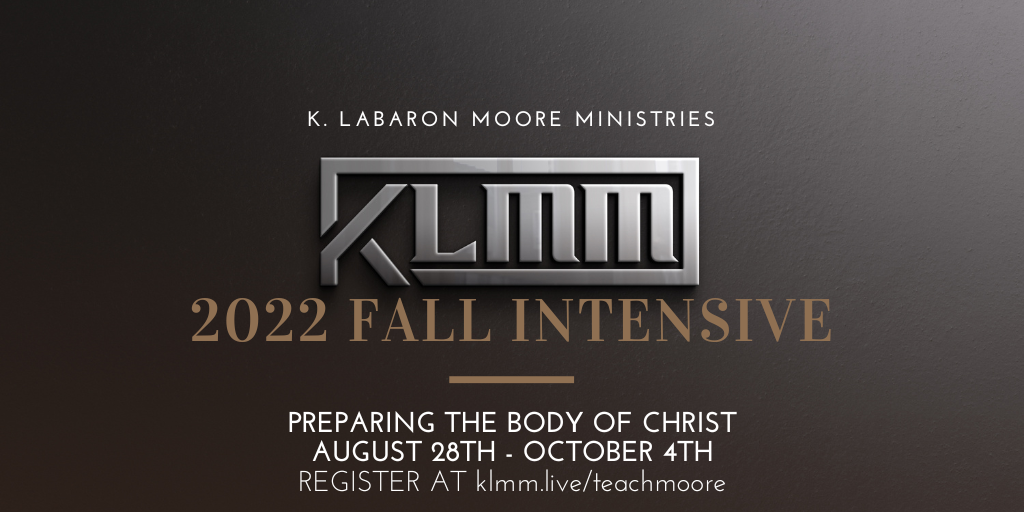 K. LABARON MOORE MINISTRIES
KLMM
2022 FALL INTENSIVE
PREPARING THE BODY OF CHRIST
AUGUST 28TH - OCTOBER 4TH
REGISTER AT klmm.live/teachmoore